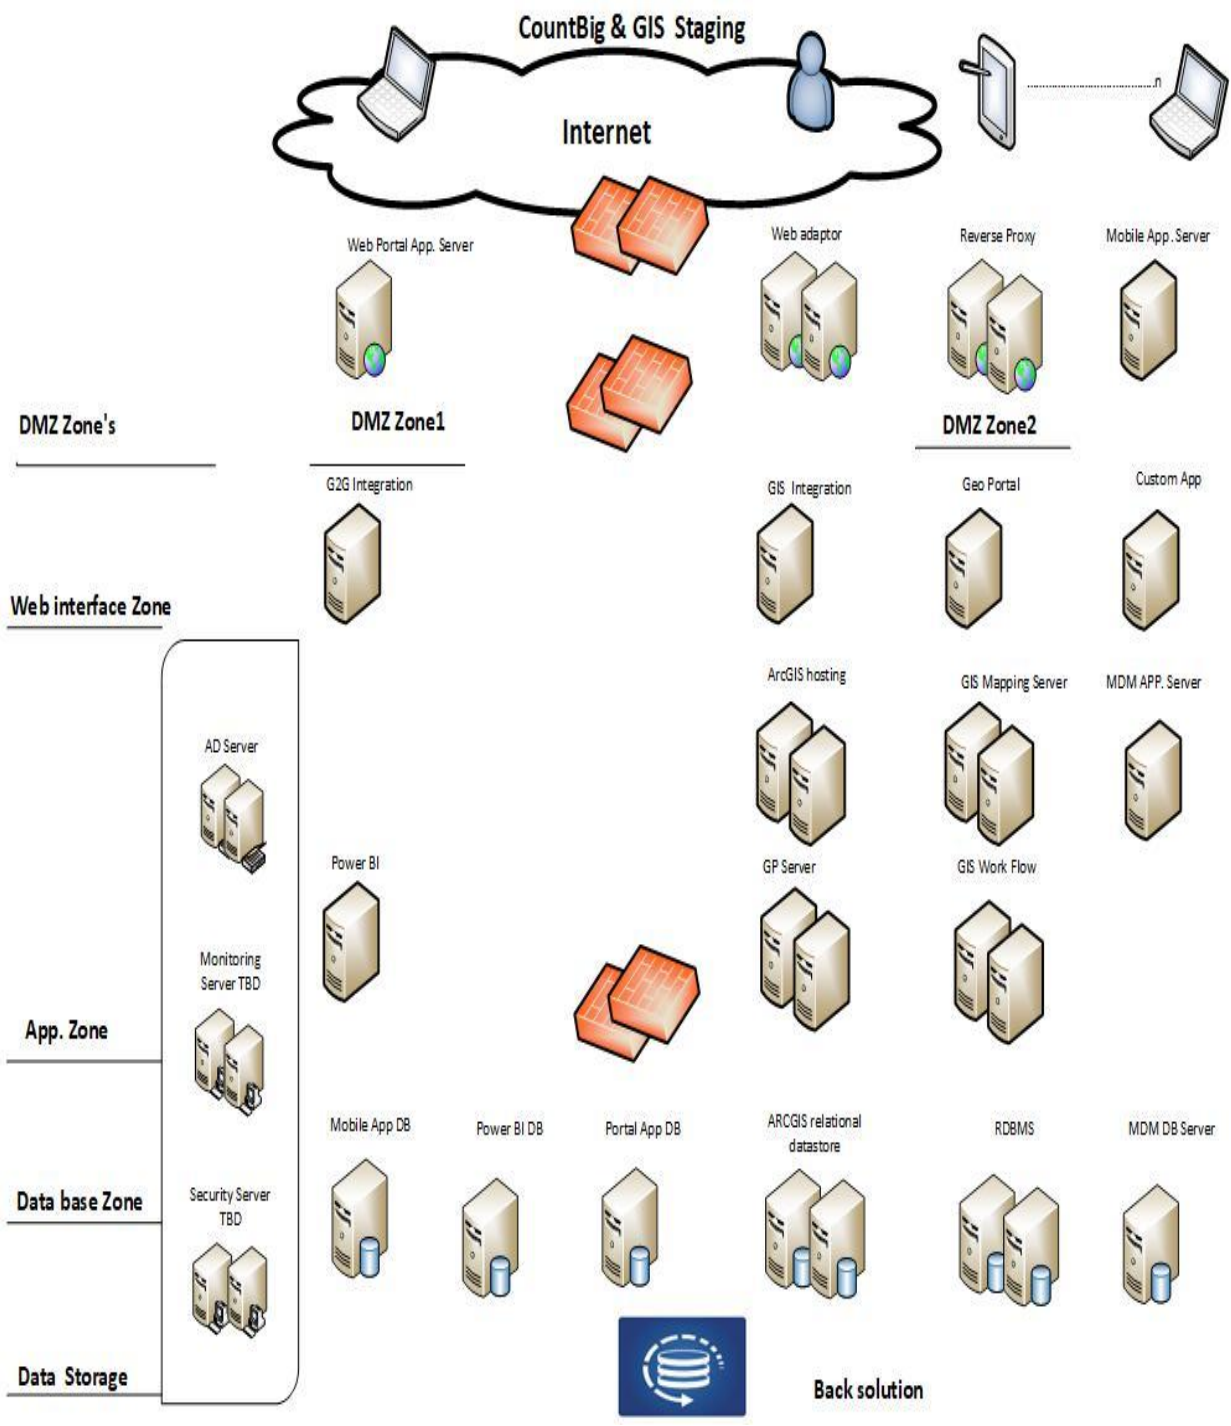 CountBig & GIS Staging
Internet
Web Portal App. Server
Web adaptor
Reverse Proxy
Mobile App. Server
DMZ Zone's
DMZ Zone1
DMZ Zone2
G2G Integration
GIS Integration
Geo Portal
Custom App
Web interface Zone
ArcGIS hosting
GIS Mapping Server
MDM APP. Server
AD Server
Power BI
GP Server
GIS Work Flow
Monitoring
Server TBD
App. Zone
Mobile App DB
Power BI DB
Portal App DB
ARCGIS relational
datastore
RDBMS
MDM DB Server
Data base Zone
Security Server
TBD
Data Storage
Back solution